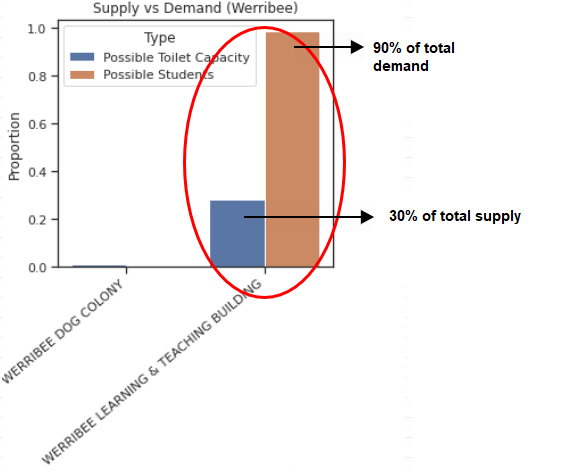 Supply vs Demand (Werribee)
1.0
0.8
0.6
0.4
0.2
0.0
Proportion
Type
Possible Toilet Capacity
Possible Students
90% of total
demand
30% of total supply
WERRIBEE DOG COLONY
WERRIBEE LEARNING & TEACHING BUILDING